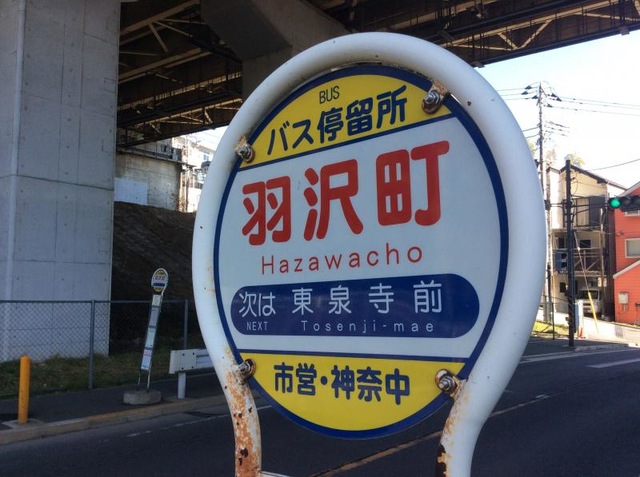 BUS
バス停留所
羽沢町
Hazawacho
次は 東泉寺前
NEXT Tosenji-mae
市営・神奈中